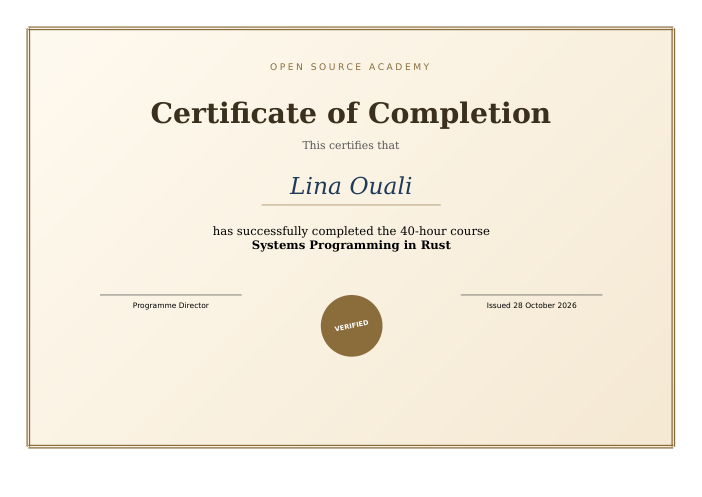 OPEN SOURCE ACADEMY
Certificate of Completion
This certifies that
Lina Ouali
has successfully completed the 40-hour course
Systems Programming in Rust
Programme Director
VERIFIED
Issued 28 October 2026